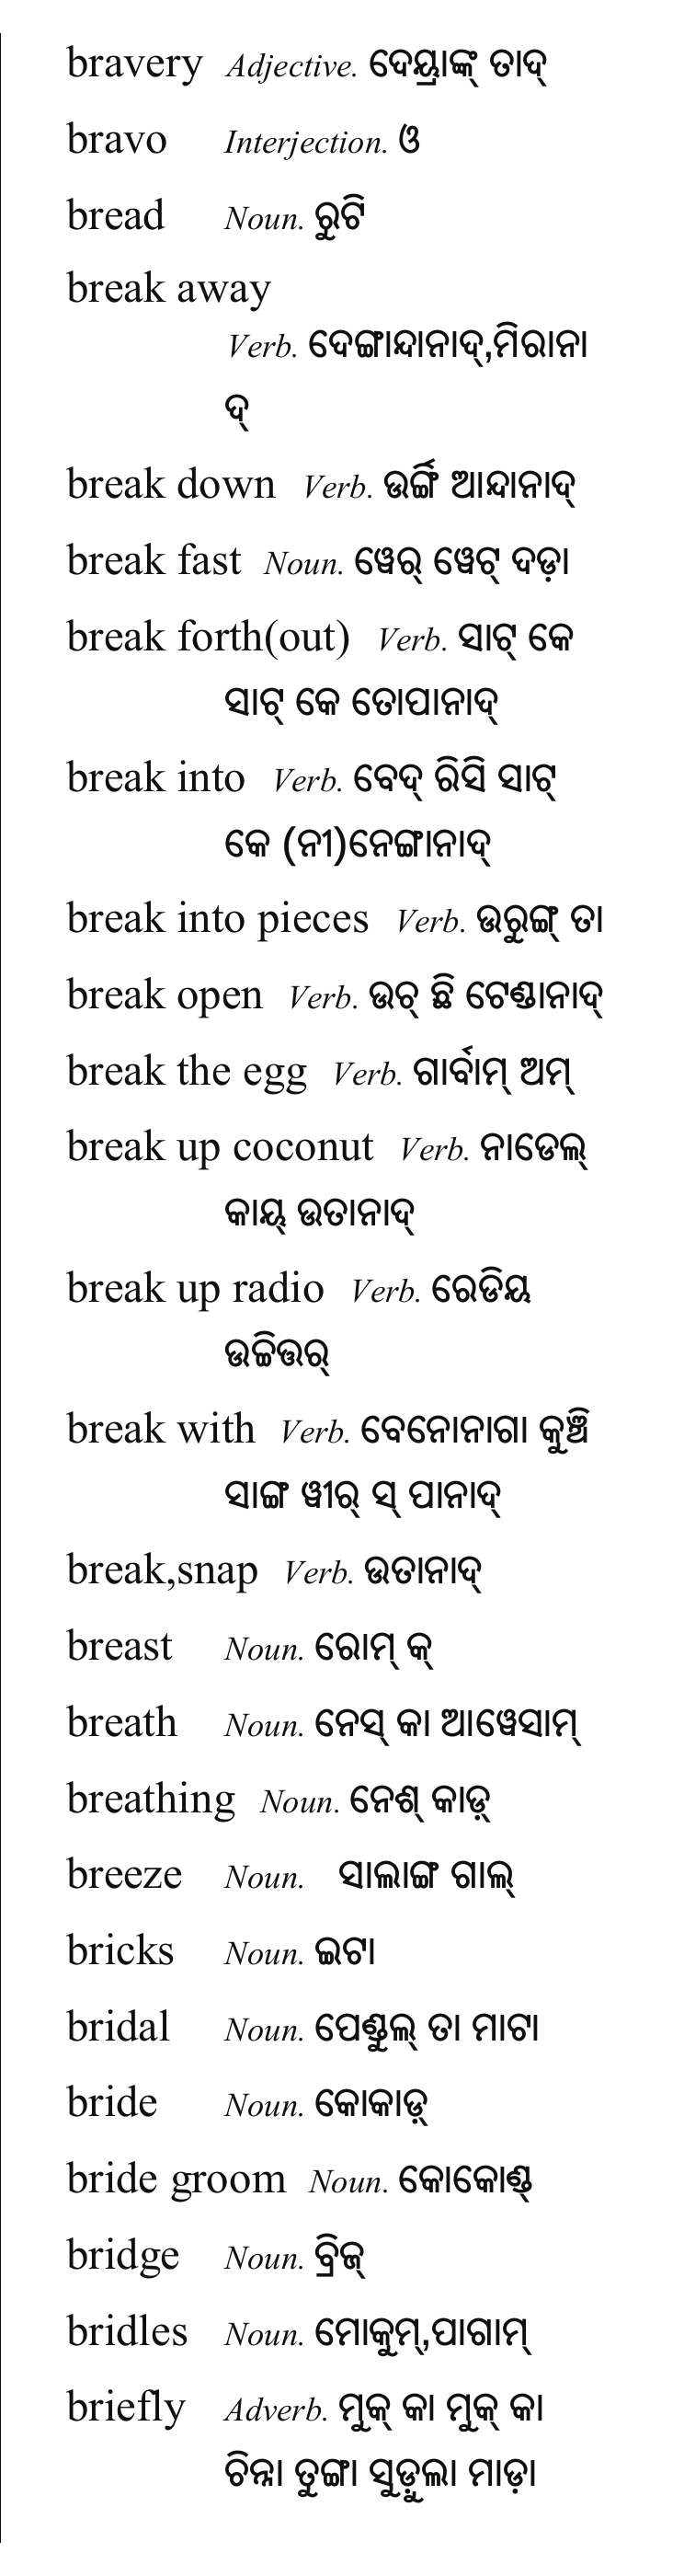 bravery Adjective. ଦେୟ୍ରାଙ୍କ୍ ତାଦ୍
bravo Interjection. ଓ
bread Noun. ରୁଟି
break away
Verb. ଦେଙ୍ଗାନ୍ଦାନାଦ୍,ମିରାନା
ଦ୍
break down Verb. ଉର୍ଙ୍ଗି ଆନ୍ଦାନାଦ୍
break fast Noun. ୱେର୍ ୱେଟ୍ ଦଡ଼ା
break forth(out) Verb. ସାଟ୍ କେ
ସାଟ୍ କେ ତୋପାନାଦ୍
break into Verb. ବେଦ୍ ରିସି ସାଟ୍
କେ (ନୀ)ନେଙ୍ଗାନାଦ୍
break into pieces Verb. ଉରୁଙ୍ଗ୍ ତା
break open Verb. ଉଚ୍ ଛି ଟେଣ୍ଡାନାଦ୍
break the egg Verb. ଗାର୍ବାମ୍ ଅମ୍
break up coconut Verb. ନାଡେଲ୍
କାୟ୍ ଉତାନାଦ୍
break up radio Verb. ରେଡିୟ
ଉଚ୍ଚିତ୍ତର୍
break with Verb. ବେନୋନାଗା କୁଞ୍ଚି
ସାଙ୍ଗ ୱୀର୍ ସ୍ ପାନାଦ୍
break,snap Verb. ଉତାନାଦ୍
breast Noun. ରୋମ୍ କ୍
breath Noun. ନେସ୍ କା ଆୱେସାମ୍
breathing Noun. ନେଶ୍ କାଡ଼୍
breeze Noun. ସାଲାଙ୍ଗ ଗାଲ୍
bricks Noun. ଇଟା
bridal Noun. ପେଣ୍ଡୁଲ୍ ତା ମାଟା
bride Noun. କୋକାଡ଼୍
bride groom Noun. କୋକୋଣ୍ଡ୍
bridge Noun. ବ୍ରିଜ୍
bridles Noun. ମୋକୁମ୍,ପାଗାମ୍
briefly Adverb. ମୁକ୍ କା ମୁକ୍ କା
ଚିନ୍ନା ତୁଙ୍ଗା ସୁଡୁଲା ମାଡ଼ା